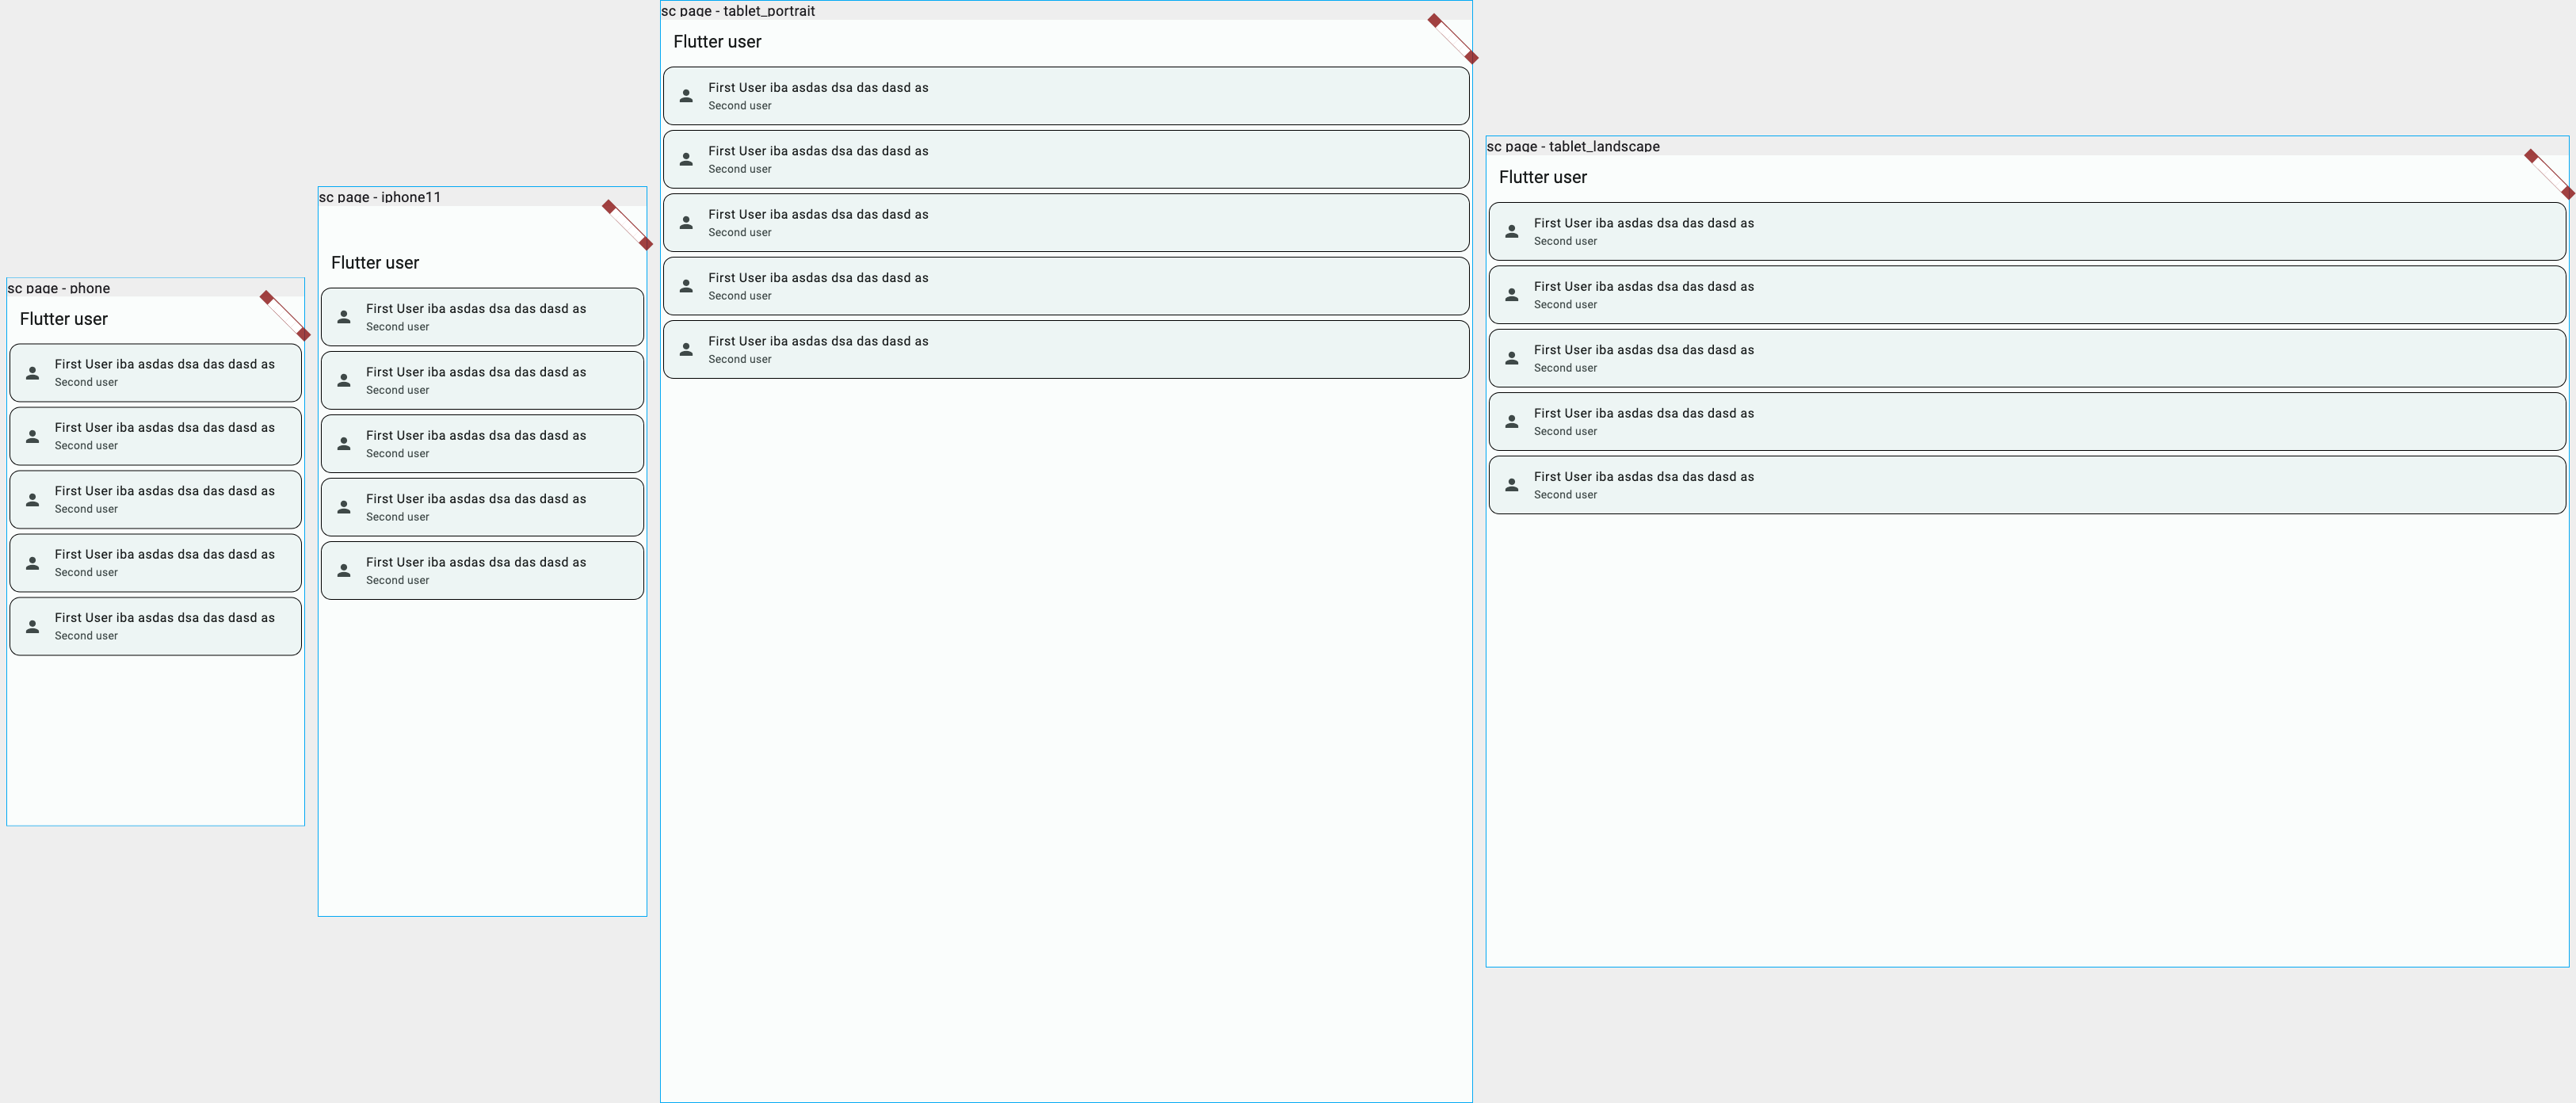 sc page - phone
Flutter user
First User iba asdas dsa das dasd as
Second user
First User iba asdas dsa das dasd as
Second user
First User iba asdas dsa das dasd as
Second user
First User iba asdas dsa das dasd as
Second user
First User iba asdas dsa das dasd as
Second user
sc page - iphone11
Flutter user
First User iba asdas dsa das dasd as
Second user
First User iba asdas dsa das dasd as
Second user
First User iba asdas dsa das dasd as
Second user
First User iba asdas dsa das dasd as
Second user
First User iba asdas dsa das dasd as
Second user
sc page - tablet_portrait
Flutter user
First User iba asdas dsa das dasd as
Second user
First User iba asdas dsa das dasd as
Second user
First User iba asdas dsa das dasd as
Second user
First User iba asdas dsa das dasd as
Second user
First User iba asdas dsa das dasd as
Second user
sc page - tablet_landscape
Flutter user
First User iba asdas dsa das dasd as
Second user
First User iba asdas dsa das dasd as
Second user
First User iba asdas dsa das dasd as
Second user
First User iba asdas dsa das dasd as
Second user
First User iba asdas dsa das dasd as
Second user